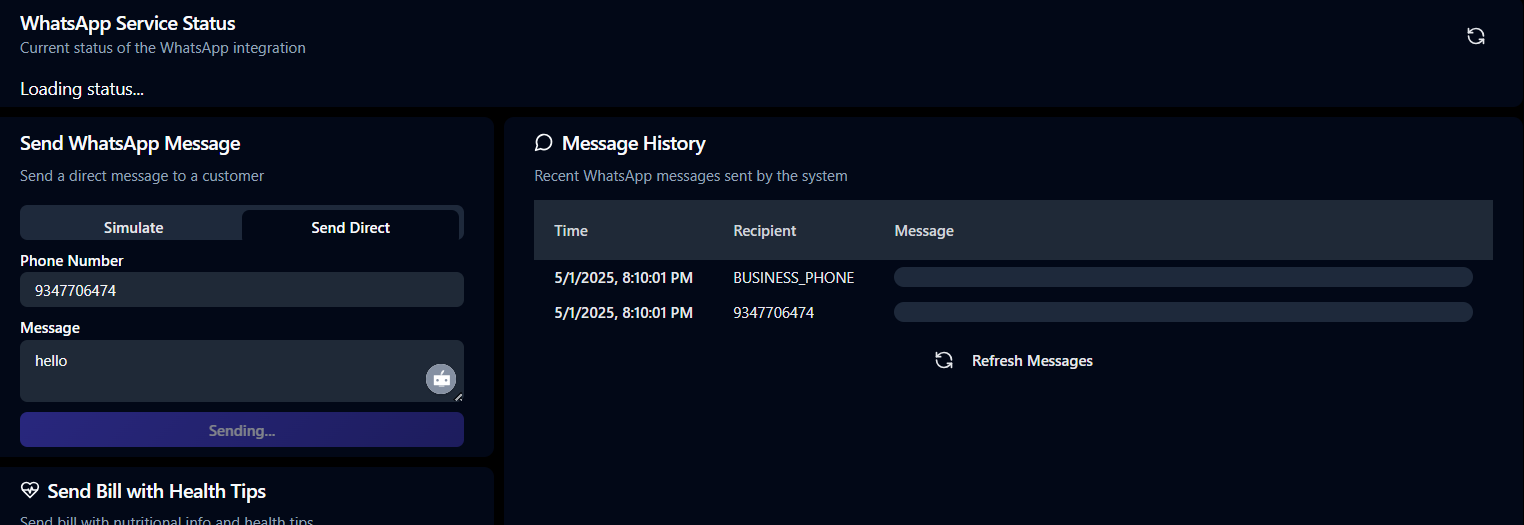 WhatsApp Service Status
Current status of the WhatsApp integration
Loading status...
Send WhatsApp Message
Send a direct message to a customer
Simulate Send Direct
Phone Number
9347706474
Message
hello
Sending...
Send Bill with Health Tips
Send bill with nutritional info and health tips
Message History
Recent WhatsApp messages sent by the system
Time Recipient Message
5/1/2025, 8:10:01 PM BUSINESS_PHONE
5/1/2025, 8:10:01 PM 9347706474
Refresh Messages